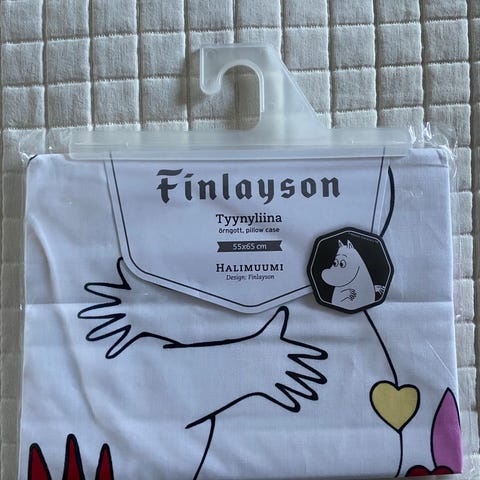 Finlayson
Tyynyliina
örngott, pillow case
55x65 cm
HALIMUUMI
Design: Finlayson